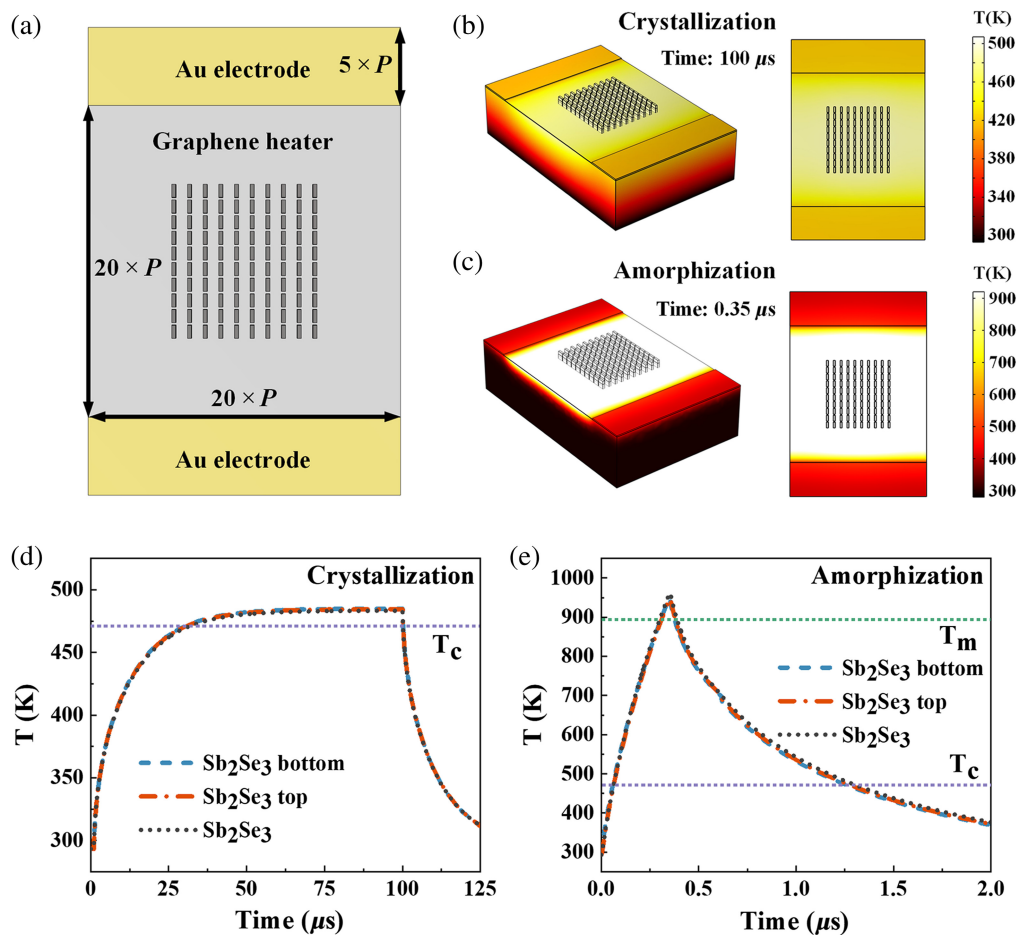 (a)
Au electrode
5 × P
Graphene heater
20 × P
20 × P
Au electrode
(b)
Crystallization
Time: 100 μs
T(K)
500
460
420
380
340
300
(c)
Amorphization
Time: 0.35 μs
T(K)
900
800
700
600
500
400
300
(d)
Crystallization
500
450
400
350
300
T (K)
Tc
Sb2Se3 bottom
Sb2Se3 top
Sb2Se3
0
25
50
75
100
125
Time (μs)
(e)
Amorphization
1000
900
800
700
600
500
400
300
T (K)
Tm
Sb2Se3 bottom
Sb2Se3 top
Sb2Se3
Tc
0.0
0.5
1.0
1.5
2.0
Time (μs)